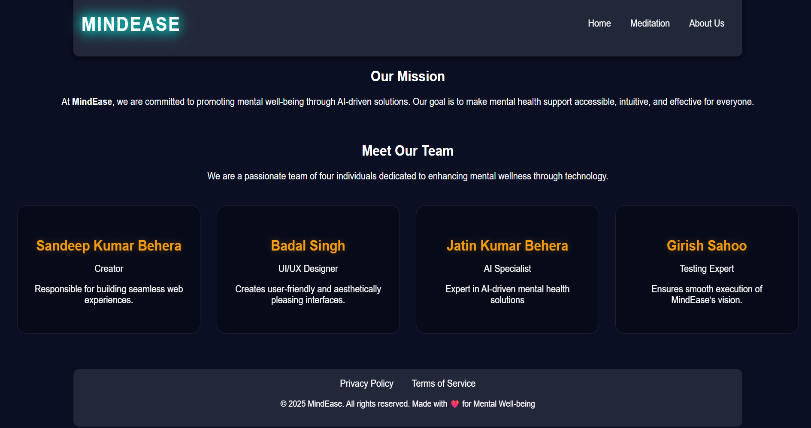 MINDEASE
Home Meditation About Us
Our Mission
At MindEase, we are committed to promoting mental well-being through AI-driven solutions. Our goal is to make mental health support accessible, intuitive, and effective for everyone.
Meet Our Team
We are a passionate team of four individuals dedicated to enhancing mental wellness through technology.
Sandeep Kumar Behera
Creator
Responsible for building seamless web
experiences.
Badal Singh
UI/UX Designer
Creates user-friendly and aesthetically
pleasing interfaces.
Jatin Kumar Behera
AI Specialist
Expert in AI-driven mental health
solutions
Girish Sahoo
Testing Expert
Ensures smooth execution of
MindEase's vision.
Privacy Policy Terms of Service
© 2025 MindEase. All rights reserved. Made with ❤️ for Mental Well-being